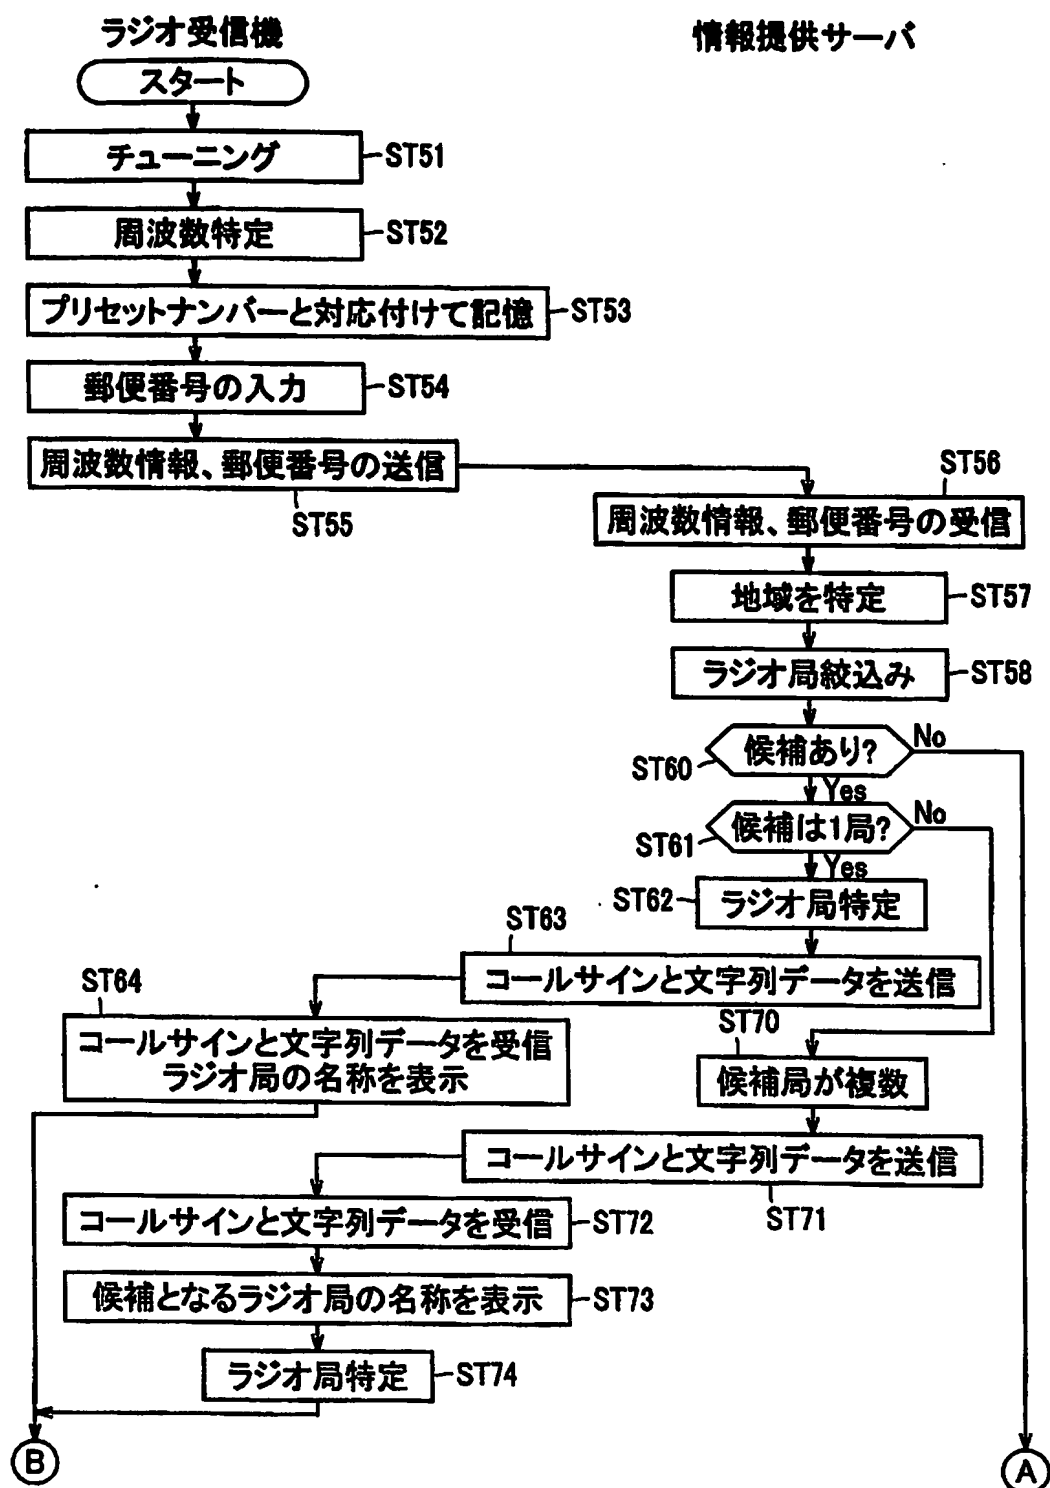 ラジオ受信機
情報提供サーバ
スタート
チューニング
ST51
周波数特定
ST52
プリセットナンバーと対応付けて記憶
ST53
郵便番号の入力
ST54
周波数情報、郵便番号の送信
ST55
ST56
周波数情報、郵便番号の受信
地域を特定
ST57
ラジオ局絞込み
ST58
候補あり?
No
ST60
Yes
候補は1局?
No
ST61
Yes
ST62
ラジオ局特定
ST63
コールサインと文字列データを送信
ST64
コールサインと文字列データを受信
ラジオ局の名称を表示
ST70
候補局が複数
コールサインと文字列データを送信
ST71
コールサインと文字列データを受信
ST72
候補となるラジオ局の名称を表示
ST73
ラジオ局特定
ST74
B
A